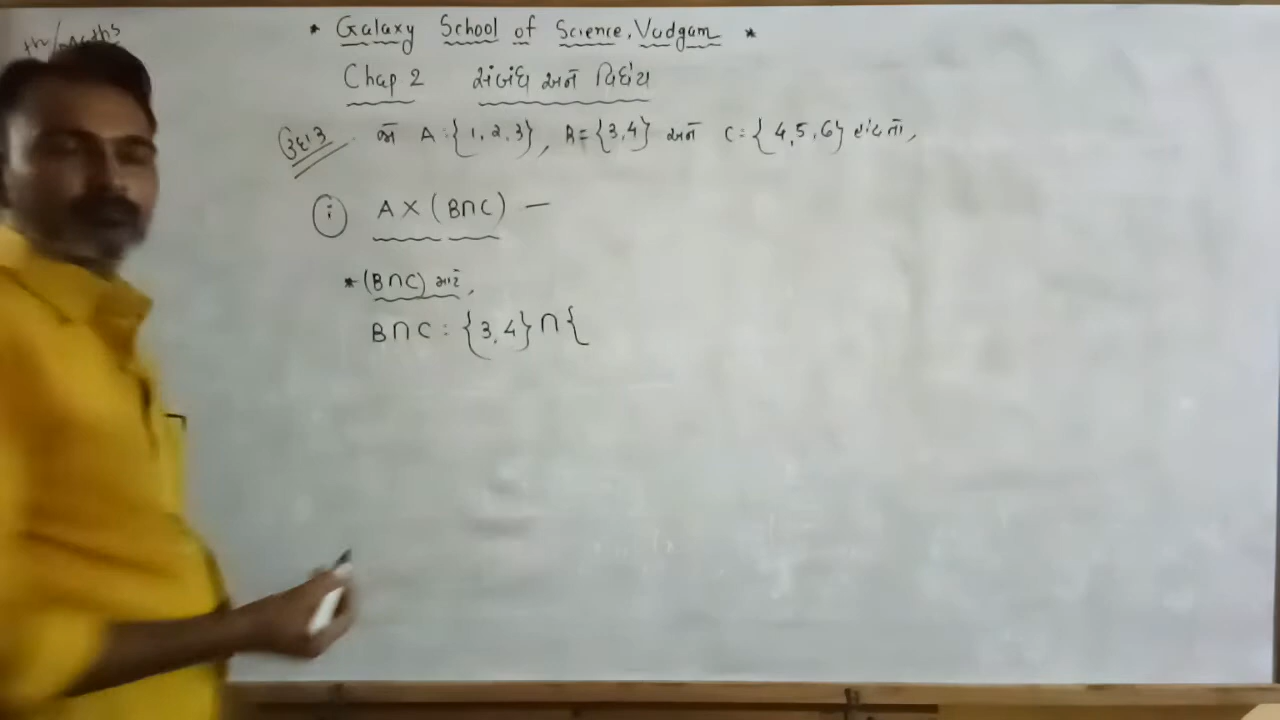 * Galaxy School of Science, Vadgam *
Chap 2 સંબંધ અને વિધેય
ઉદા 3 જો A = {1, 2, 3}, B = {3, 4} અને C = {4, 5, 6} હોય તો,
(i) A × (B∩C) —
* (B∩C) માટે,
B∩C = {3, 4} ∩ {